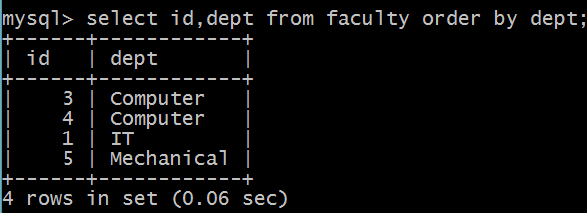 mysql> select id,dept from faculty order by dept;
+------+------------+
| id   | dept       |
+------+------------+
|    3 | Computer   |
|    4 | Computer   |
|    1 | IT         |
|    5 | Mechanical |
+------+------------+
4 rows in set (0.06 sec)